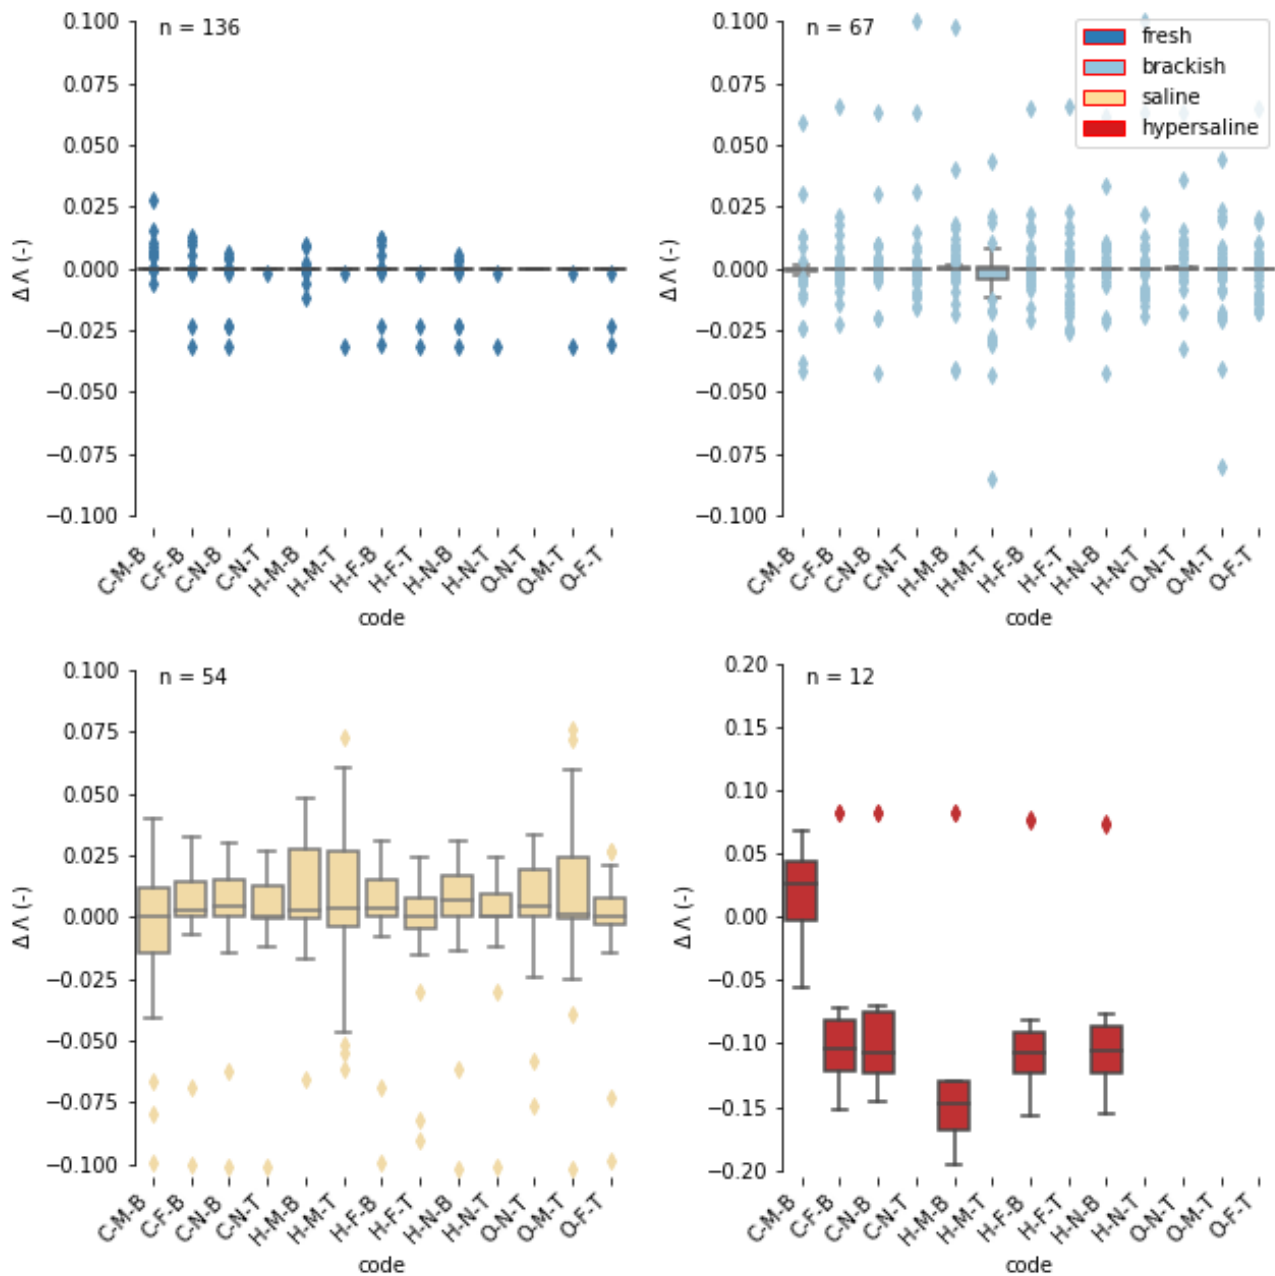 n = 136
0.100
0.075
0.050
0.025
0.000
−0.025
−0.050
−0.075
−0.100
Δ Λ (-)
C-M-B
C-F-B
C-N-B
C-N-T
H-M-B
H-M-T
H-F-B
H-F-T
H-N-B
H-N-T
O-N-T
O-M-T
O-F-T
code
n = 67
fresh
brackish
saline
hypersaline
0.100
0.075
0.050
0.025
0.000
−0.025
−0.050
−0.075
−0.100
Δ Λ (-)
C-M-B
C-F-B
C-N-B
C-N-T
H-M-B
H-M-T
H-F-B
H-F-T
H-N-B
H-N-T
O-N-T
O-M-T
O-F-T
code
n = 54
0.100
0.075
0.050
0.025
0.000
−0.025
−0.050
−0.075
−0.100
Δ Λ (-)
C-M-B
C-F-B
C-N-B
C-N-T
H-M-B
H-M-T
H-F-B
H-F-T
H-N-B
H-N-T
O-N-T
O-M-T
O-F-T
code
n = 12
0.20
0.15
0.10
0.05
0.00
−0.05
−0.10
−0.15
−0.20
Δ Λ (-)
C-M-B
C-F-B
C-N-B
C-N-T
H-M-B
H-M-T
H-F-B
H-F-T
H-N-B
H-N-T
O-N-T
O-M-T
O-F-T
code